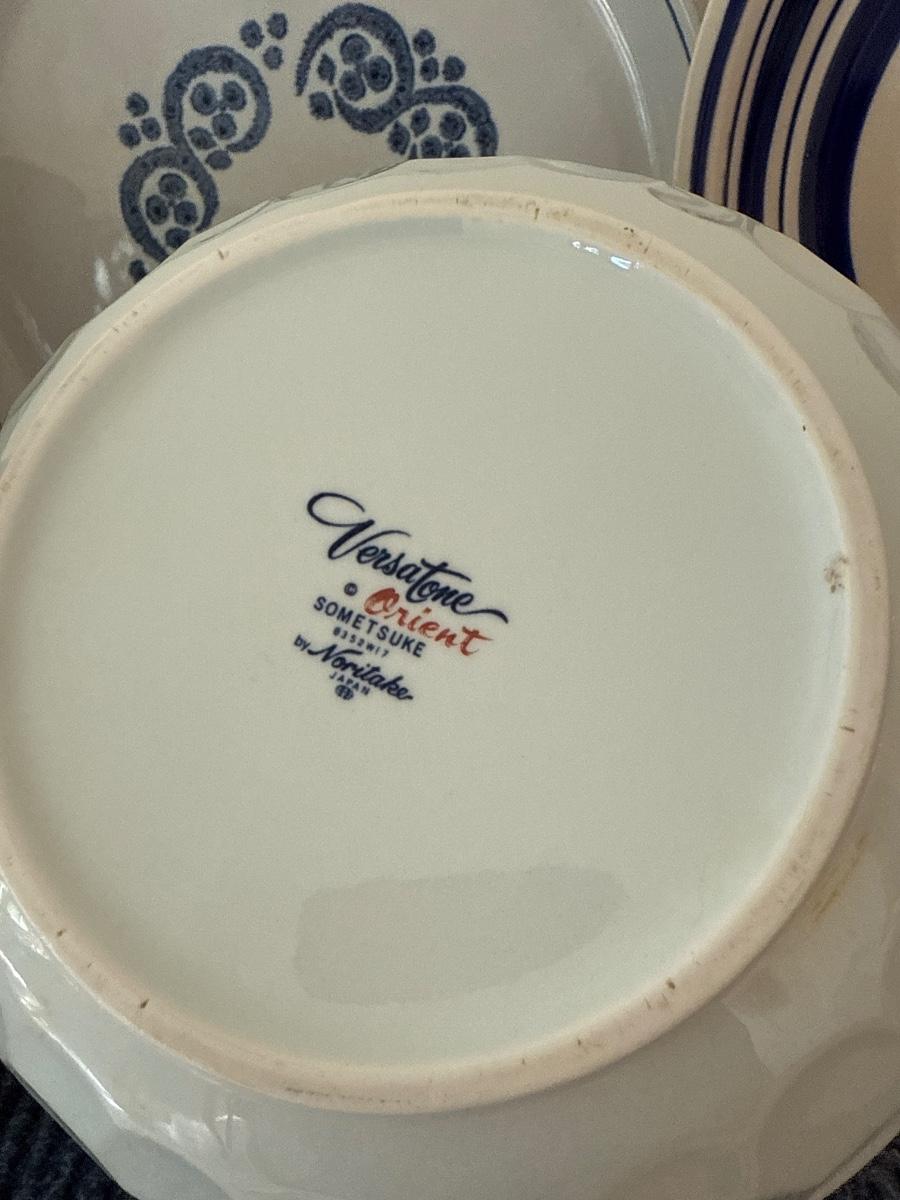 VersaTone
© Orient
SOMETSUKE
8352W17
by Noritake
JAPAN